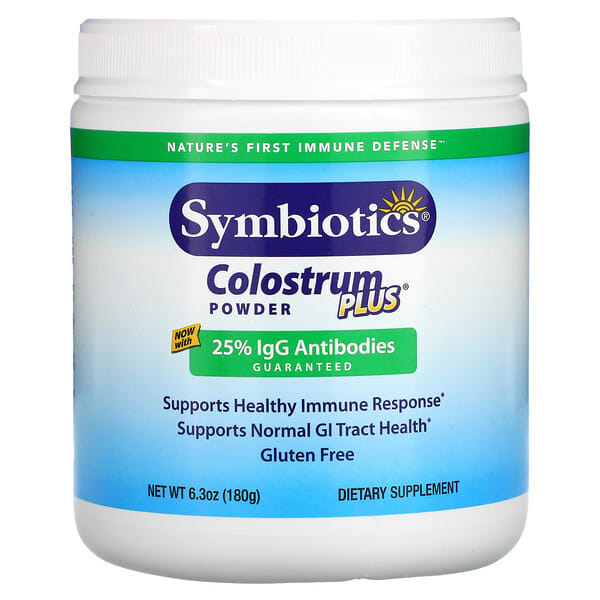 NATURE'S FIRST IMMUNE DEFENSE™
Symbiotics®
Colostrum
PLUS®
POWDER
NOW with
25% IgG Antibodies
GUARANTEED
Supports Healthy Immune Response*
Supports Normal GI Tract Health*
Gluten Free
NET WT 6.3oz (180g) DIETARY SUPPLEMENT